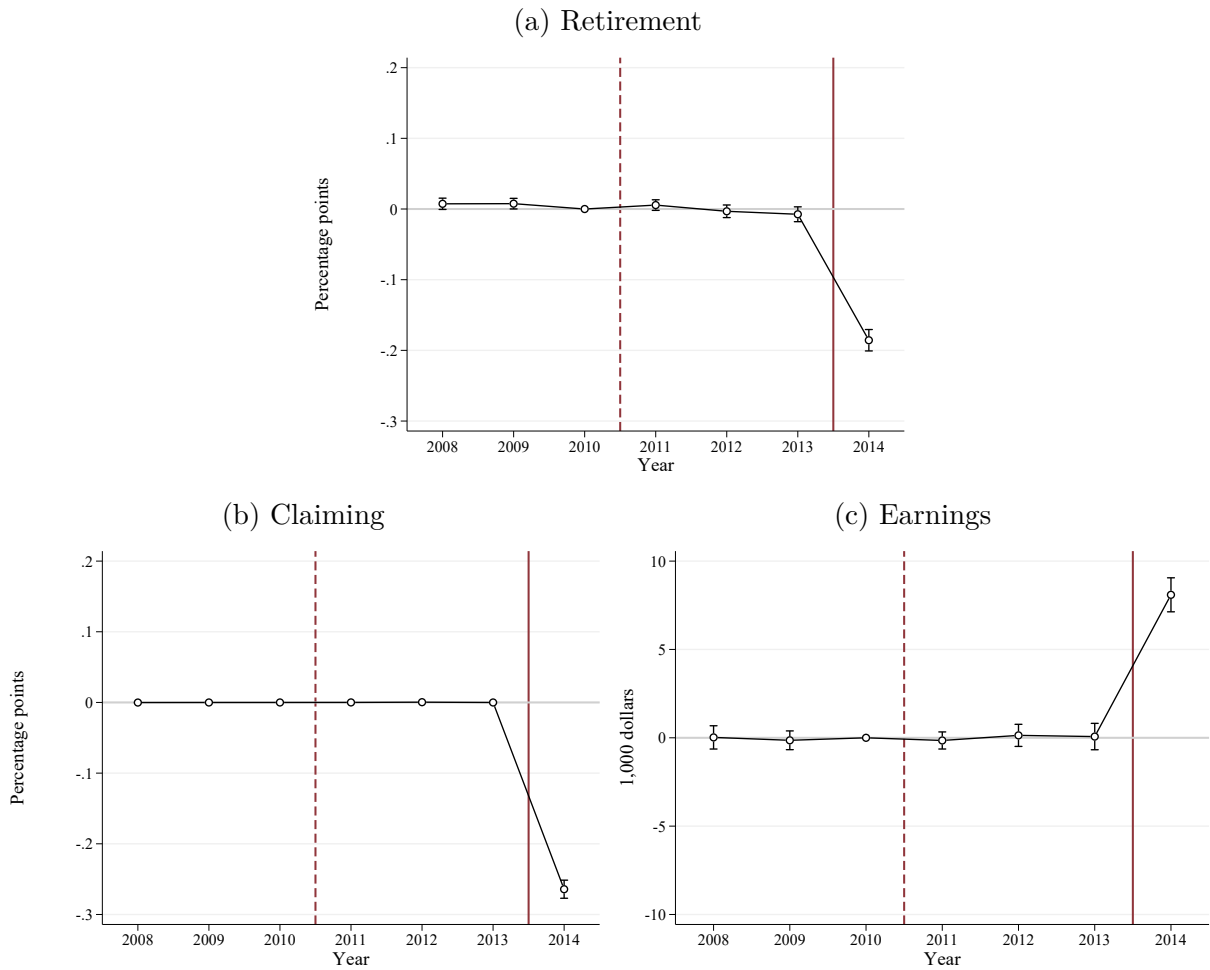 (a) Retirement
.2
.1
0
-.1
-.2
-.3
Percentage points
2008 2009 2010 2011 2012 2013 2014
Year
(b) Claiming
.2
.1
0
-.1
-.2
-.3
Percentage points
2008 2009 2010 2011 2012 2013 2014
Year
(c) Earnings
10
5
0
-5
-10
1,000 dollars
2008 2009 2010 2011 2012 2013 2014
Year